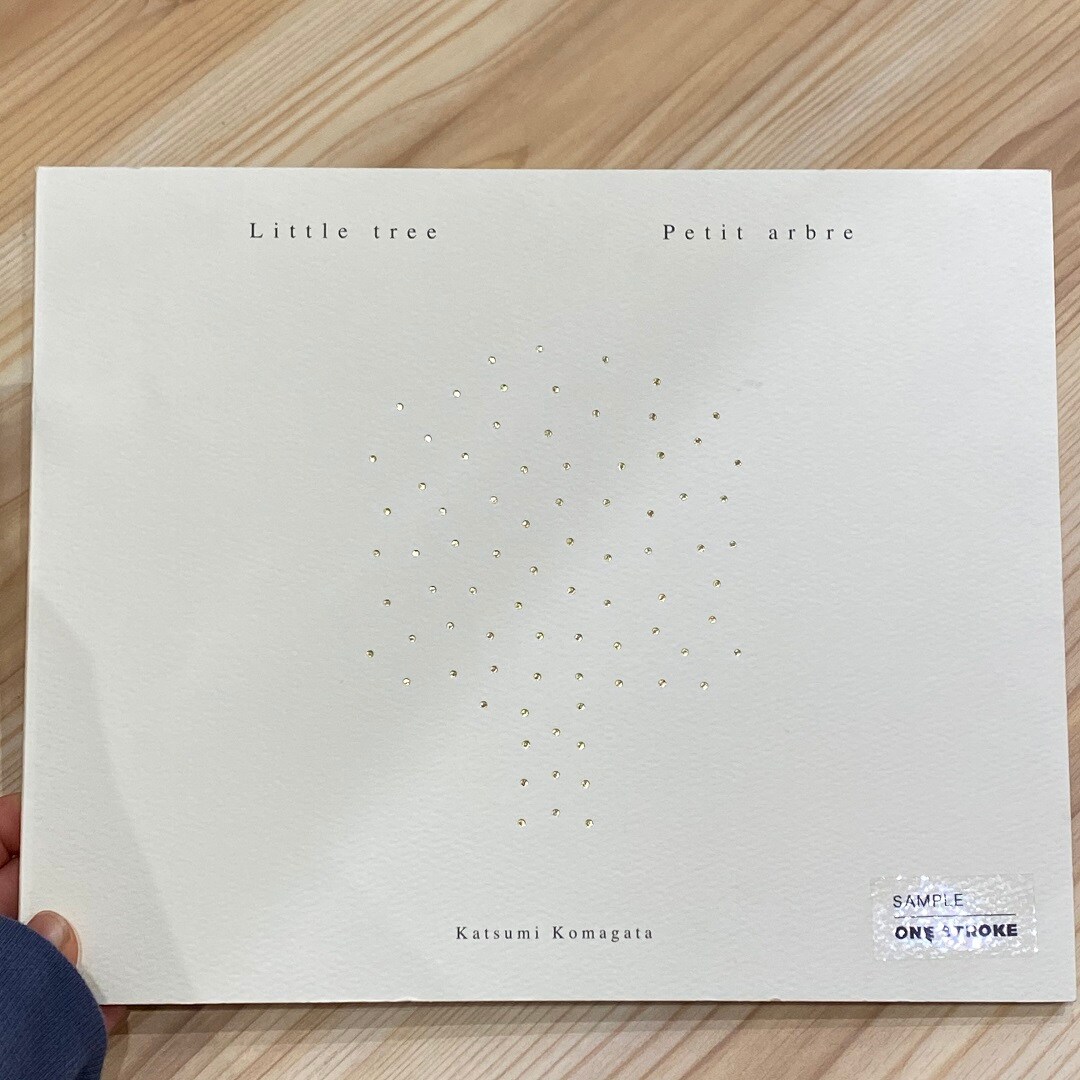 Little tree
Petit arbre
Katsumi Komagata
SAMPLE
ONE STROKE